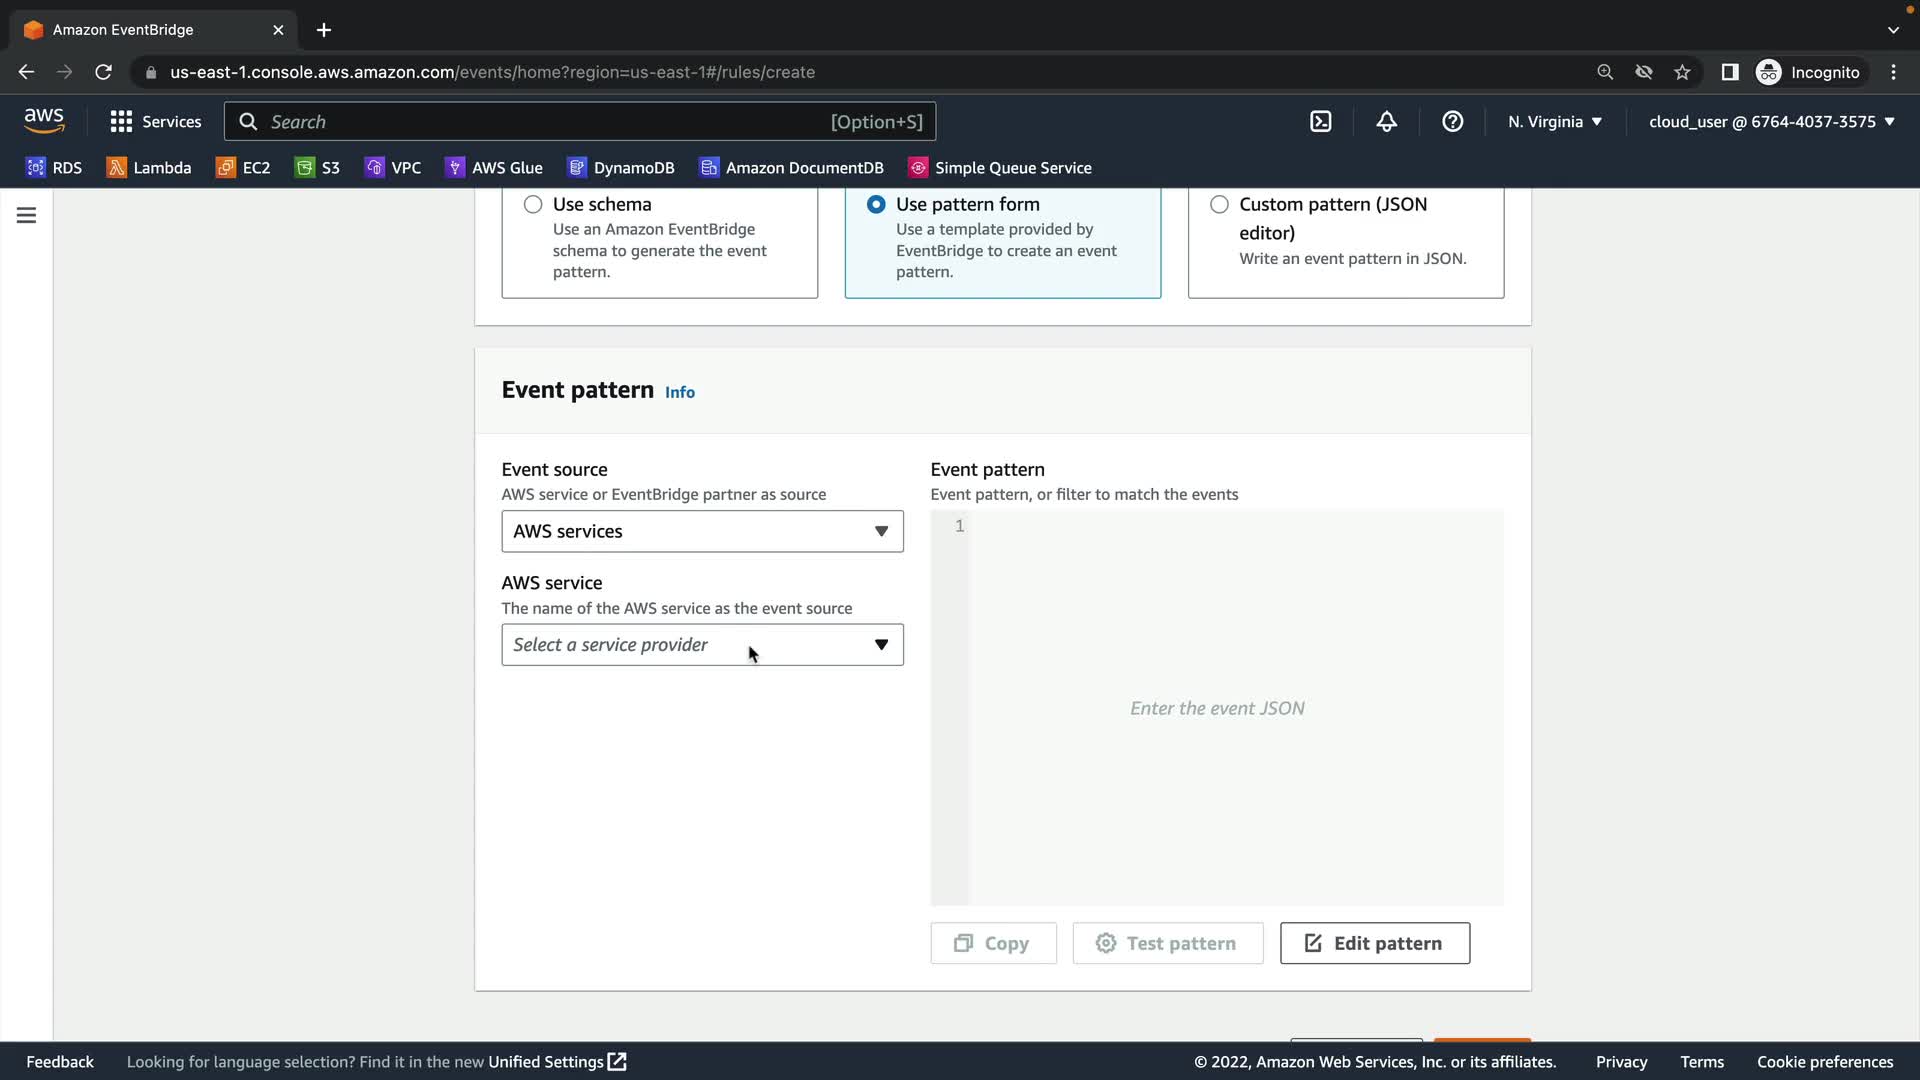 Amazon EventBridge
us-east-1.console.aws.amazon.com/events/home?region=us-east-1#/rules/create
Incognito
aws
Services
Search
[Option+S]
N. Virginia
cloud_user @ 6764-4037-3575
RDS
Lambda
EC2
S3
VPC
AWS Glue
DynamoDB
Amazon DocumentDB
Simple Queue Service
Use schema
Use an Amazon EventBridge
schema to generate the event
pattern.
Use pattern form
Use a template provided by
EventBridge to create an event
pattern.
Custom pattern (JSON
editor)
Write an event pattern in JSON.
Event pattern Info
Event source
AWS service or EventBridge partner as source
AWS services
AWS service
The name of the AWS service as the event source
Select a service provider
Event pattern
Event pattern, or filter to match the events
1
Enter the event JSON
Copy
Test pattern
Edit pattern
Feedback
Looking for language selection? Find it in the new Unified Settings
© 2022, Amazon Web Services, Inc. or its affiliates.
Privacy
Terms
Cookie preferences